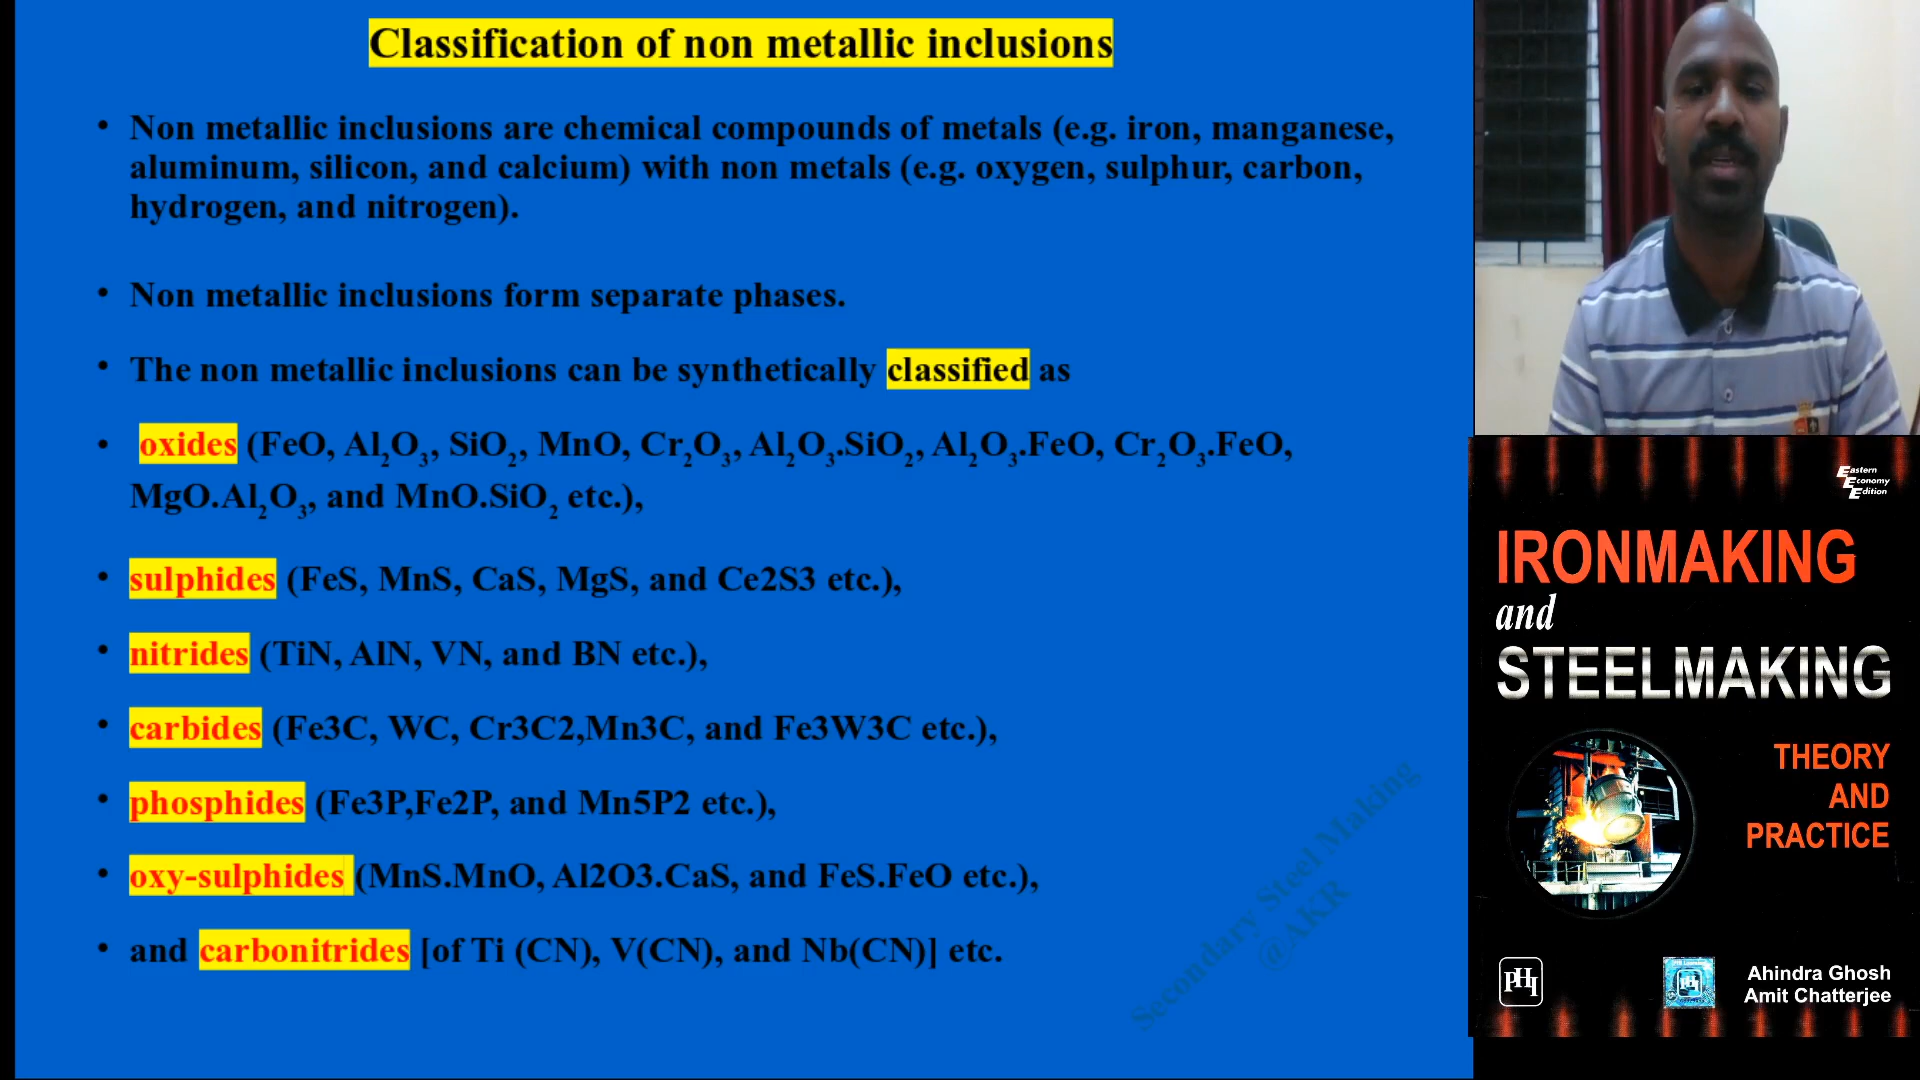 Classification of non metallic inclusions
• Non metallic inclusions are chemical compounds of metals (e.g. iron, manganese,
aluminum, silicon, and calcium) with non metals (e.g. oxygen, sulphur, carbon,
hydrogen, and nitrogen).
• Non metallic inclusions form separate phases.
• The non metallic inclusions can be synthetically classified as
• oxides (FeO, Al₂O₃, SiO₂, MnO, Cr₂O₃, Al₂O₃.SiO₂, Al₂O₃.FeO, Cr₂O₃.FeO,
MgO.Al₂O₃, and MnO.SiO₂ etc.),
• sulphides (FeS, MnS, CaS, MgS, and Ce2S3 etc.),
• nitrides (TiN, AlN, VN, and BN etc.),
• carbides (Fe3C, WC, Cr3C2,Mn3C, and Fe3W3C etc.),
• phosphides (Fe3P,Fe2P, and Mn5P2 etc.),
• oxy-sulphides (MnS.MnO, Al2O3.CaS, and FeS.FeO etc.),
• and carbonitrides [of Ti (CN), V(CN), and Nb(CN)] etc.
Secondary Steel Making
@AKR
Eastern
Economy
Edition
IRONMAKING
and
STEELMAKING
THEORY
AND
PRACTICE
PHI
Ahindra Ghosh
Amit Chatterjee